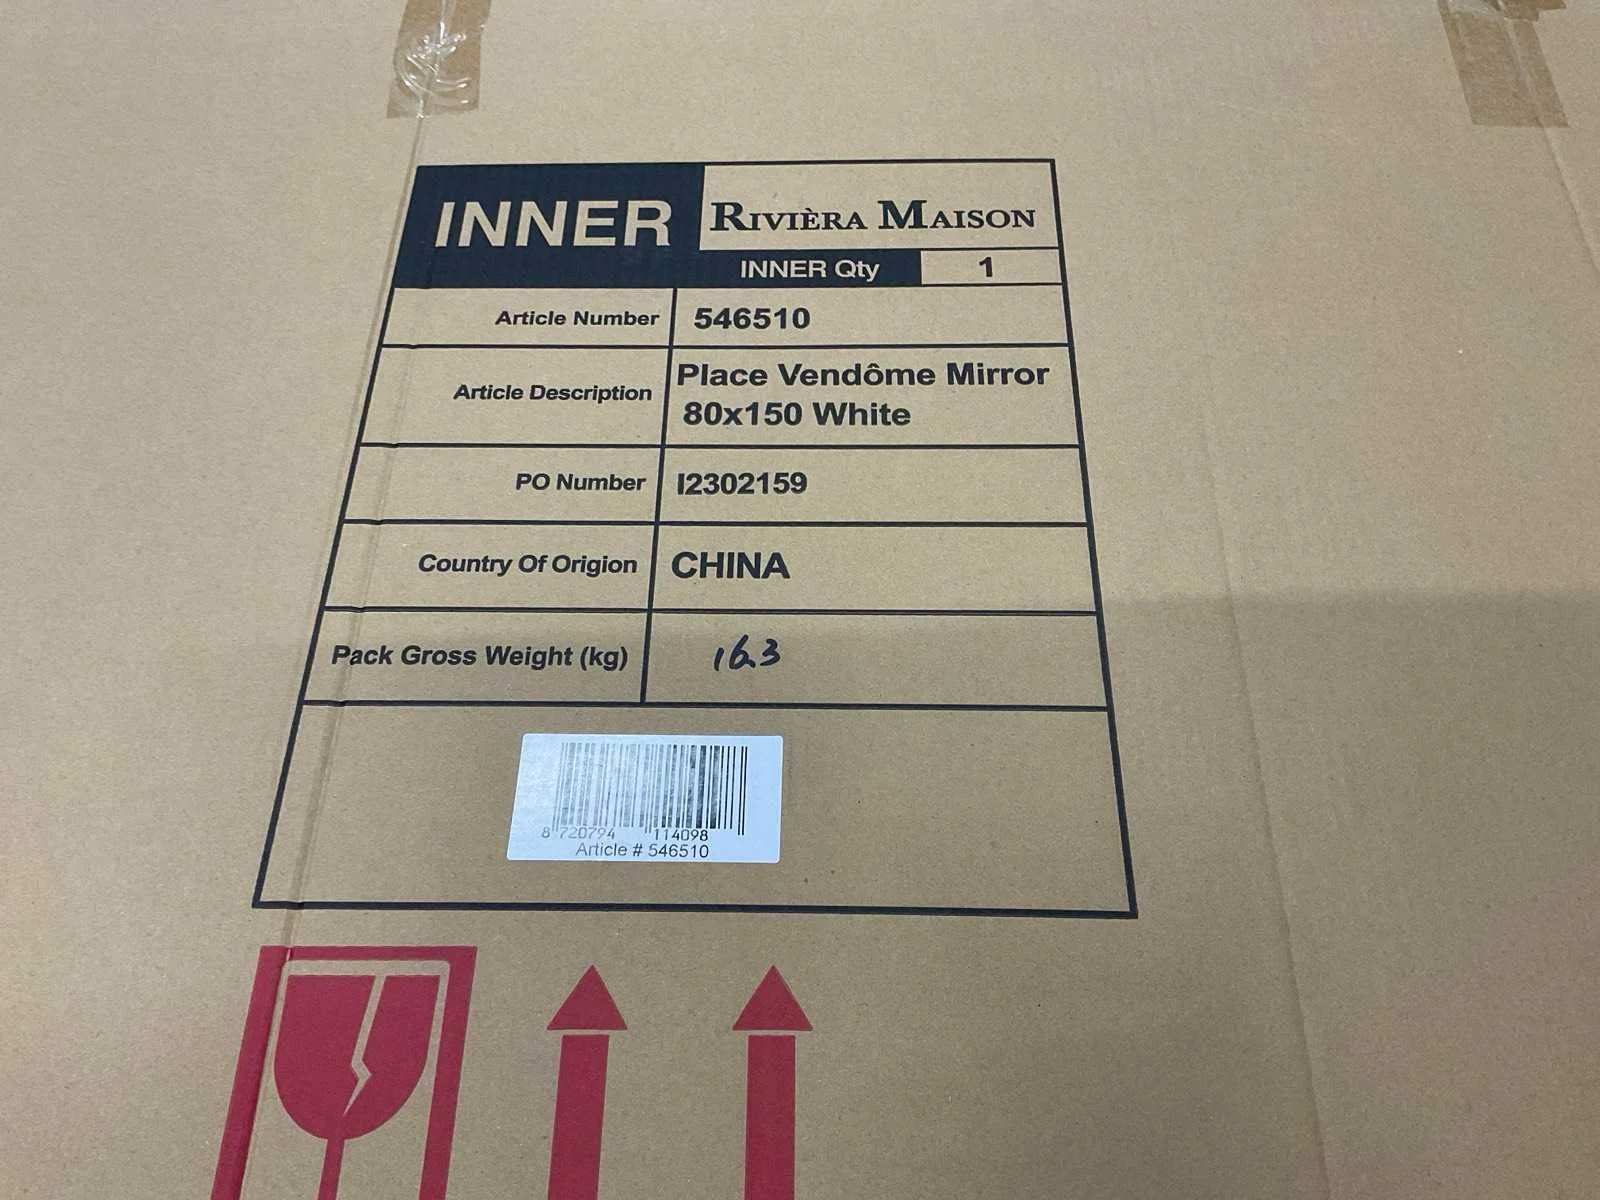 INNER
RIVIÈRA MAISON
INNER Qty 1
Article Number 546510
Article Description Place Vendôme Mirror
80x150 White
PO Number I2302159
Country Of Origion CHINA
Pack Gross Weight (kg) 16.3
8 720794 114098
Article # 546510